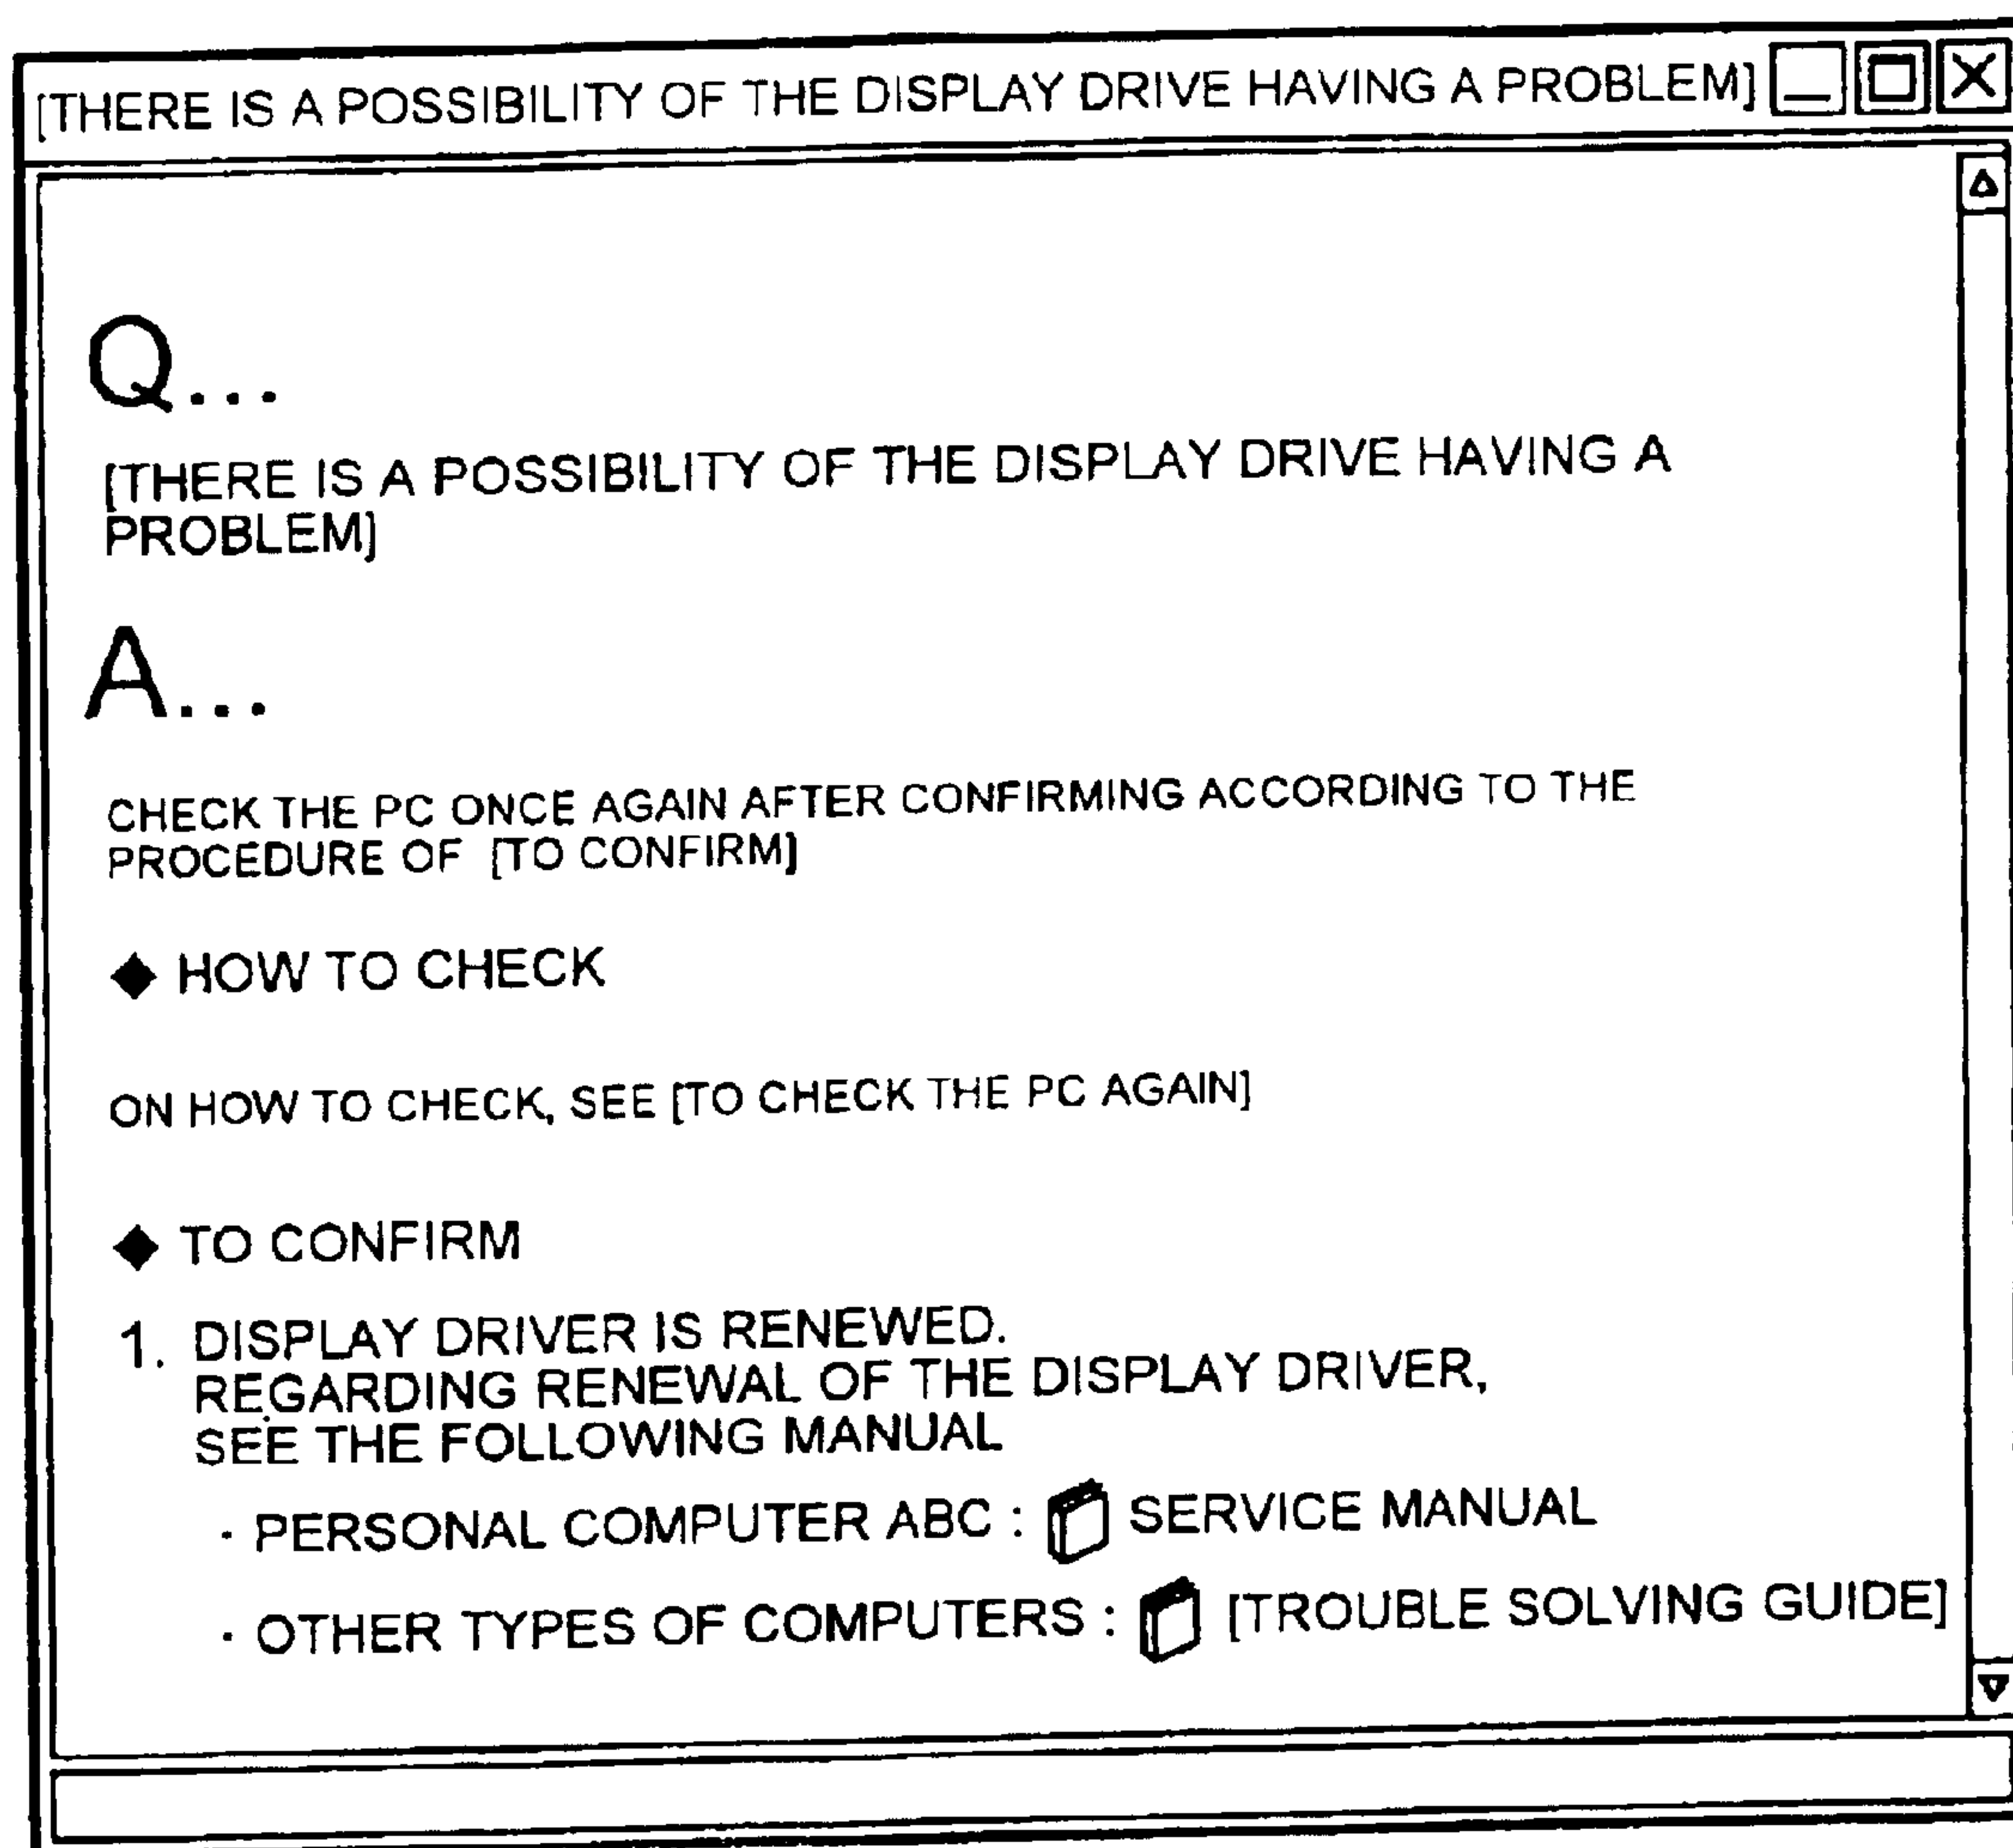 [THERE IS A POSSIBILITY OF THE DISPLAY DRIVE HAVING A PROBLEM]
Q...
[THERE IS A POSSIBILITY OF THE DISPLAY DRIVE HAVING A
PROBLEM]
A...
CHECK THE PC ONCE AGAIN AFTER CONFIRMING ACCORDING TO THE
PROCEDURE OF [TO CONFIRM]
◆ HOW TO CHECK
ON HOW TO CHECK, SEE [TO CHECK THE PC AGAIN]
◆ TO CONFIRM
1. DISPLAY DRIVER IS RENEWED.
REGARDING RENEWAL OF THE DISPLAY DRIVER,
SEE THE FOLLOWING MANUAL
· PERSONAL COMPUTER ABC : SERVICE MANUAL
· OTHER TYPES OF COMPUTERS : [TROUBLE SOLVING GUIDE]